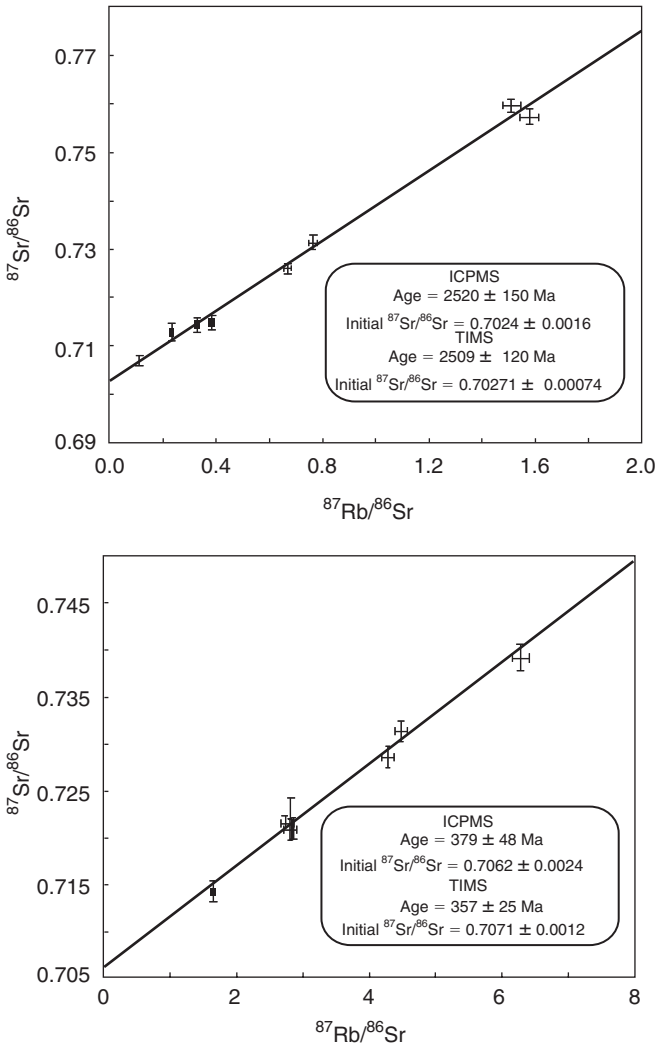 0.77
0.75
0.73
0.71
0.69
⁸⁷Sr/⁸⁶Sr
ICPMS
Age = 2520 ± 150 Ma
Initial ⁸⁷Sr/⁸⁶Sr = 0.7024 ± 0.0016
TIMS
Age = 2509 ± 120 Ma
Initial ⁸⁷Sr/⁸⁶Sr = 0.70271 ± 0.00074
0.0 0.4 0.8 1.2 1.6 2.0
⁸⁷Rb/⁸⁶Sr
0.745
0.735
0.725
0.715
0.705
⁸⁷Sr/⁸⁶Sr
ICPMS
Age = 379 ± 48 Ma
Initial ⁸⁷Sr/⁸⁶Sr = 0.7062 ± 0.0024
TIMS
Age = 357 ± 25 Ma
Initial ⁸⁷Sr/⁸⁶Sr = 0.7071 ± 0.0012
0 2 4 6 8
⁸⁷Rb/⁸⁶Sr